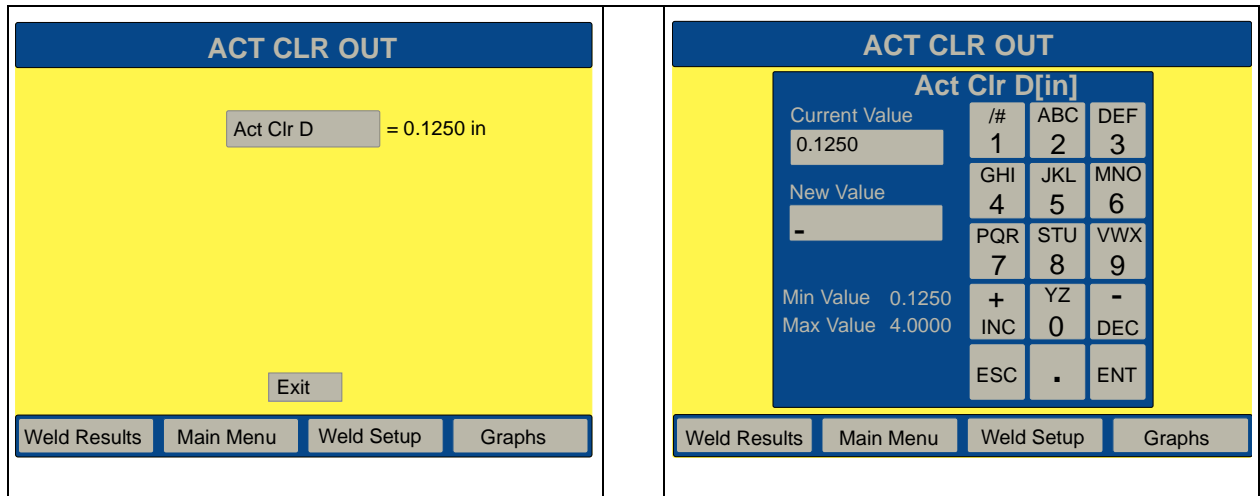 ACT CLR OUT
Act Clr D = 0.1250 in
Exit
Weld Results Main Menu Weld Setup Graphs
ACT CLR OUT
Act Clr D[in]
Current Value
0.1250
New Value
-
Min Value 0.1250
Max Value 4.0000
/# ABC DEF
1 2 3
GHI JKL MNO
4 5 6
PQR STU VWX
7 8 9
+ YZ -
INC 0 DEC
ESC . ENT
Weld Results Main Menu Weld Setup Graphs